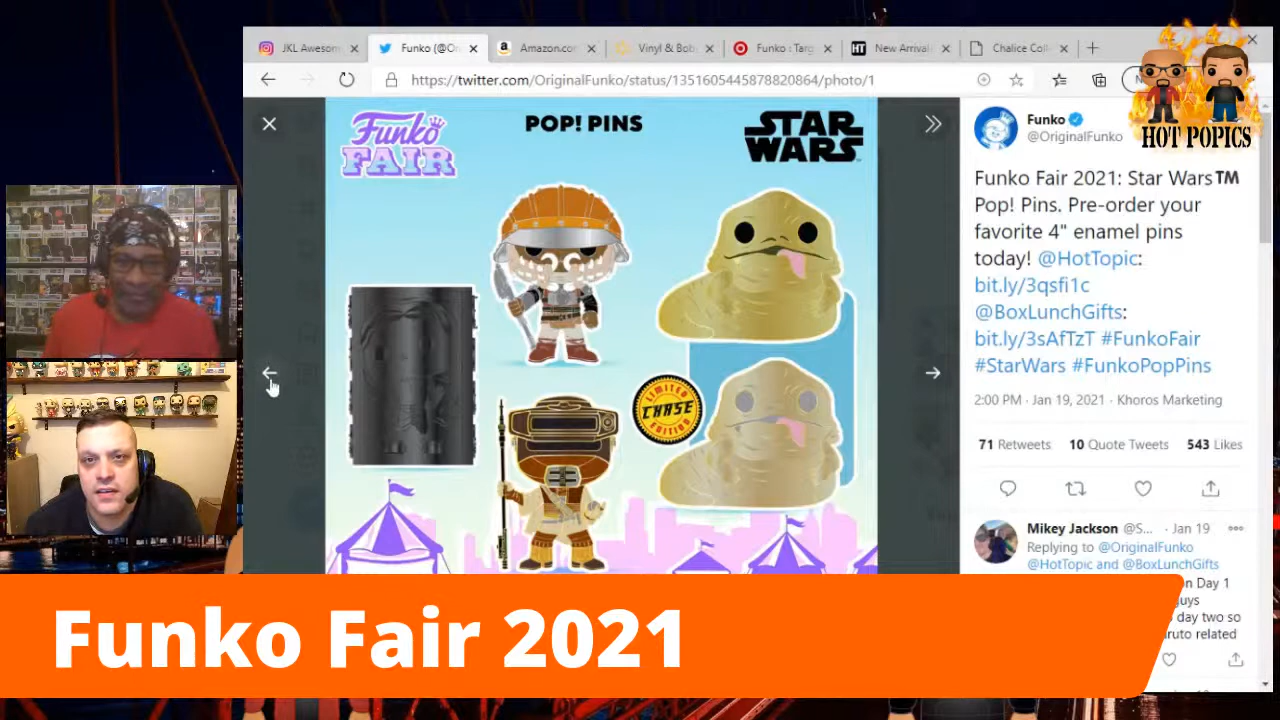 JKL Awesom
Funko (@O
Amazon.co
Vinyl & Bob
Funko : Targ
HT
New Arrival
Chalice Coll
https://twitter.com/OriginalFunko/status/1351605445878820864/photo/1
HOT POPICS
Funko FAIR
POP! PINS
STAR WARS
LIMITED
CHASE
EDITION
Funko
@OriginalFunko
Funko Fair 2021: Star Wars™
Pop! Pins. Pre-order your
favorite 4" enamel pins
today! @HotTopic:
bit.ly/3qsfi1c
@BoxLunchGifts:
bit.ly/3sAfTzT #FunkoFair
#StarWars #FunkoPopPins
2:00 PM · Jan 19, 2021 · Khoros Marketing
71 Retweets 10 Quote Tweets 543 Likes
Mikey Jackson @S... · Jan 19
Replying to @OriginalFunko
@HotTopic and @BoxLunchGifts
on Day 1
guys
day two so
ruto related
Funko Fair 2021